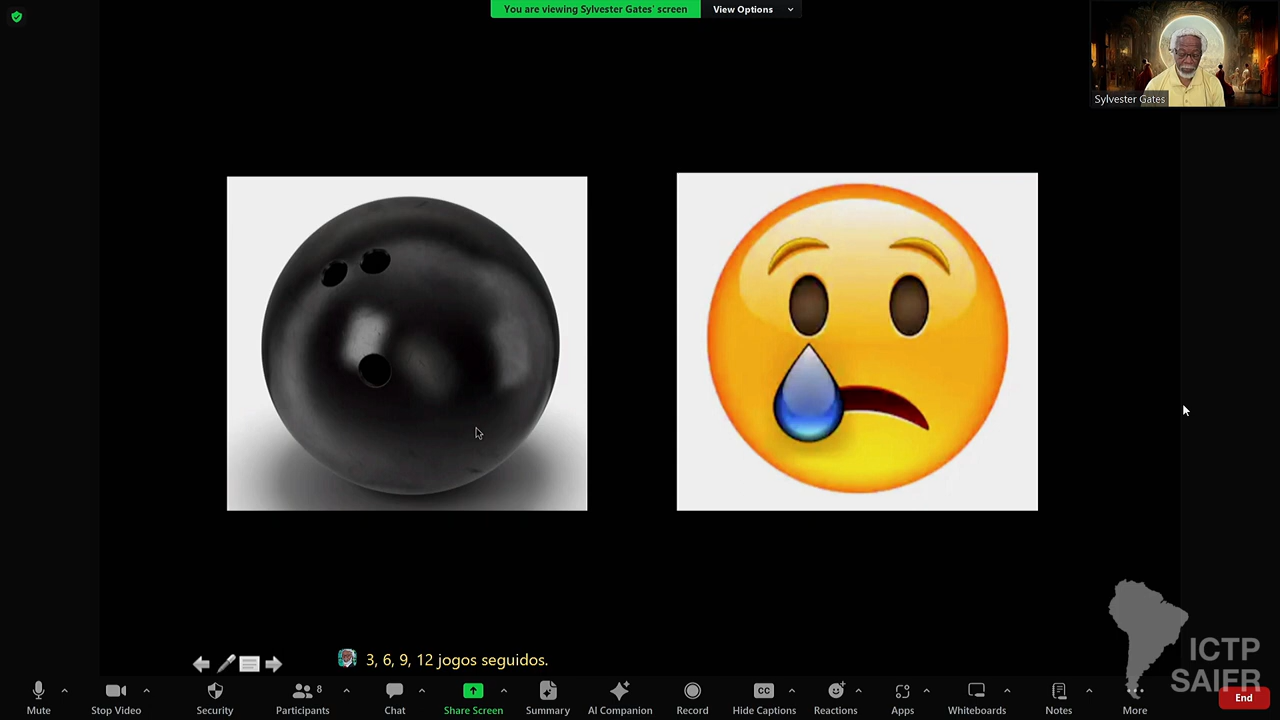 You are viewing Sylvester Gates' screen
View Options
Sylvester Gates
3, 6, 9, 12 jogos seguidos.
ICTP
SAIFR
Mute
Stop Video
Security
8
Participants
Chat
Share Screen
Summary
AI Companion
Record
CC
Hide Captions
Reactions
Apps
Whiteboards
Notes
More
End